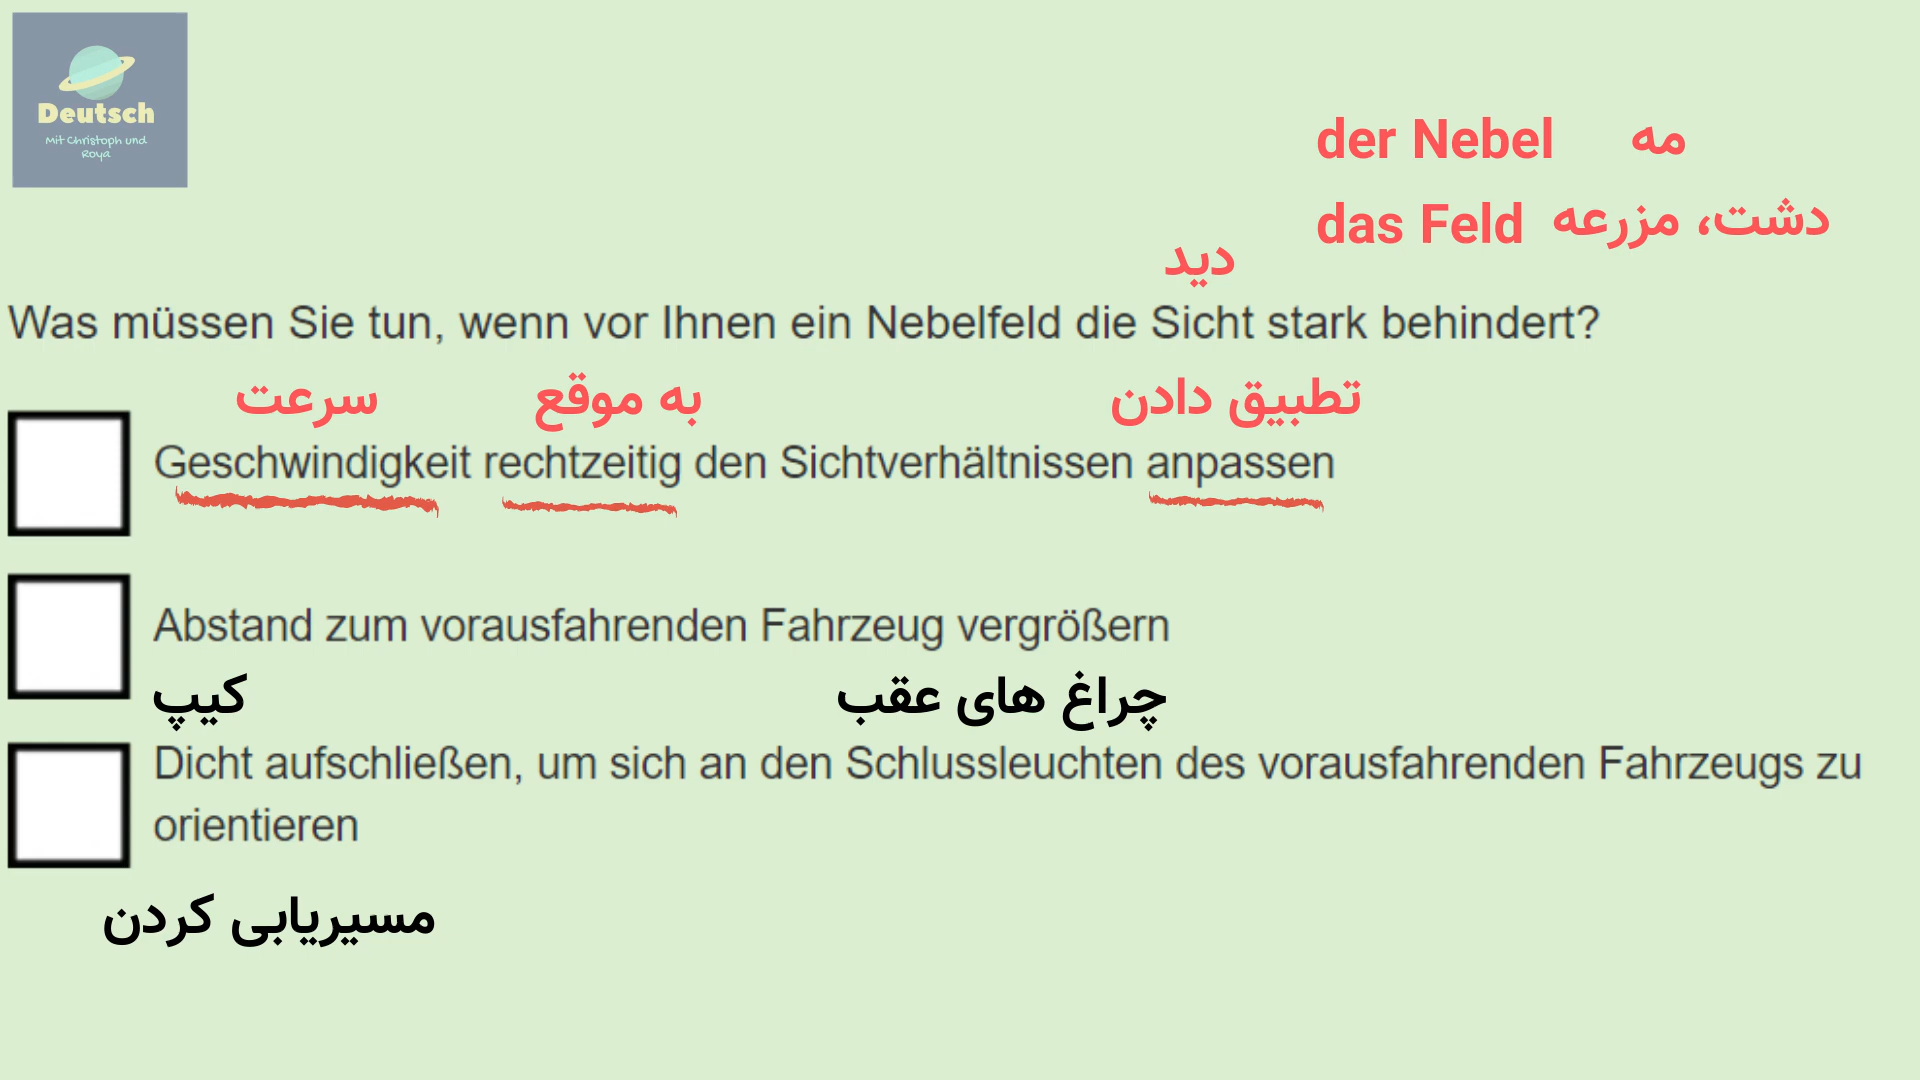 Deutsch
Mit Christoph und
Roya
der Nebel مه
das Feld دشت، مزرعه
دید
Was müssen Sie tun, wenn vor Ihnen ein Nebelfeld die Sicht stark behindert?
سرعت به موقع تطبیق دادن
Geschwindigkeit rechtzeitig den Sichtverhältnissen anpassen
Abstand zum vorausfahrenden Fahrzeug vergrößern
کیپ چراغ های عقب
Dicht aufschließen, um sich an den Schlussleuchten des vorausfahrenden Fahrzeugs zu
orientieren
مسیریابی کردن